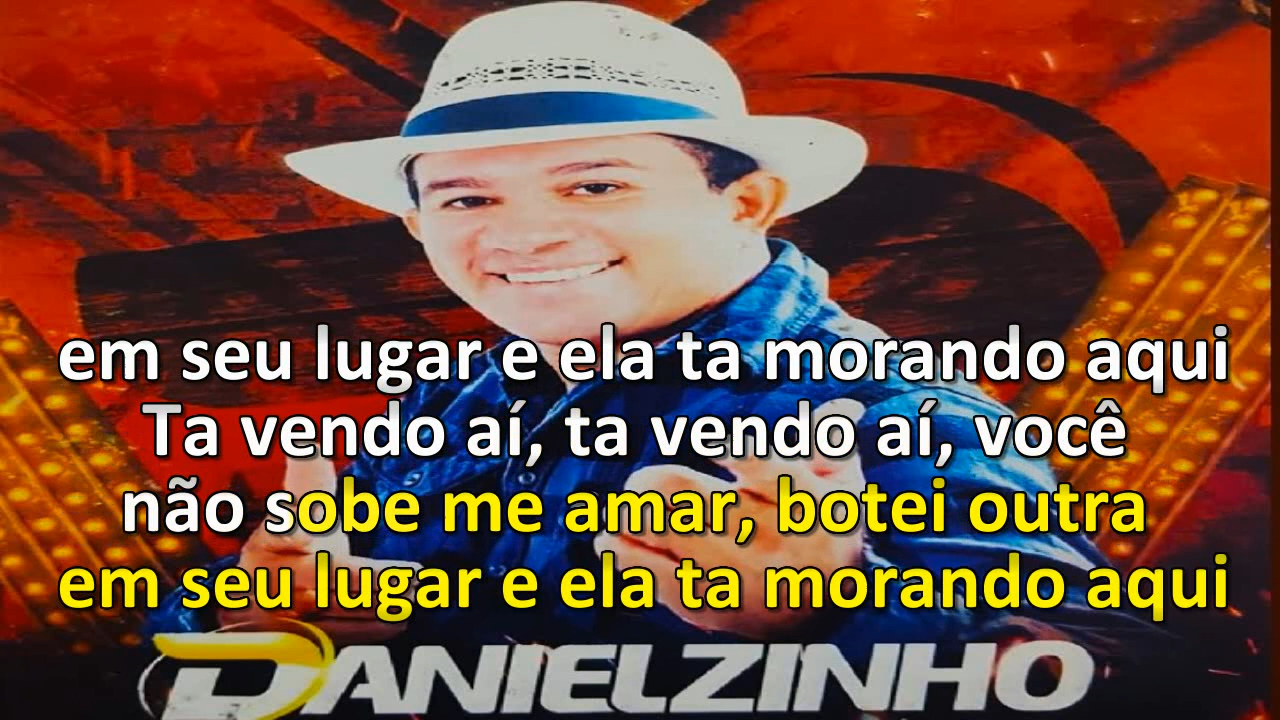 em seu lugar e ela ta morando aqui
Ta vendo aí, ta vendo aí, você
não sobe me amar, botei outra
em seu lugar e ela ta morando aqui
DANIELZINHO